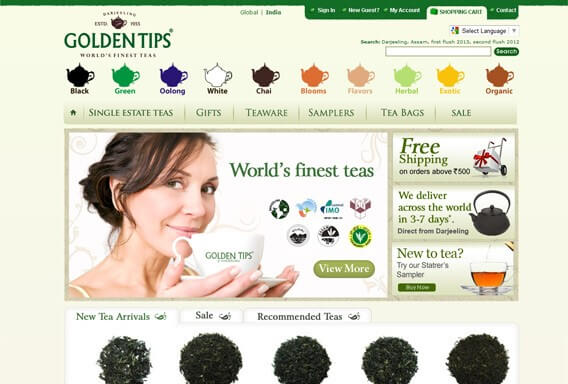 Global | India
Sign In
New Guest?
My Account
SHOPPING CART
Contact
DARJEELING
ESTD. 1933
GOLDEN TIPS®
WORLD'S FINEST TEAS
Select Language ▼
Search: Darjeeling, Assam, first flush 2013, second flush 2012
Search
Black
Green
Oolong
White
Chai
Blooms
Flavors
Herbal
Exotic
Organic
SINGLE ESTATE TEAS
GIFTS
TEAWARE
SAMPLERS
TEA BAGS
SALE
World's finest teas
IMO
GOLDEN TIPS
View More
Free
Shipping
on orders above ₹500
We deliver
across the world
in 3-7 days*.
Direct from Darjeeling
New to tea?
Try our Statrer's
Sampler
Buy Now
New Tea Arrivals
Sale
Recommended Teas